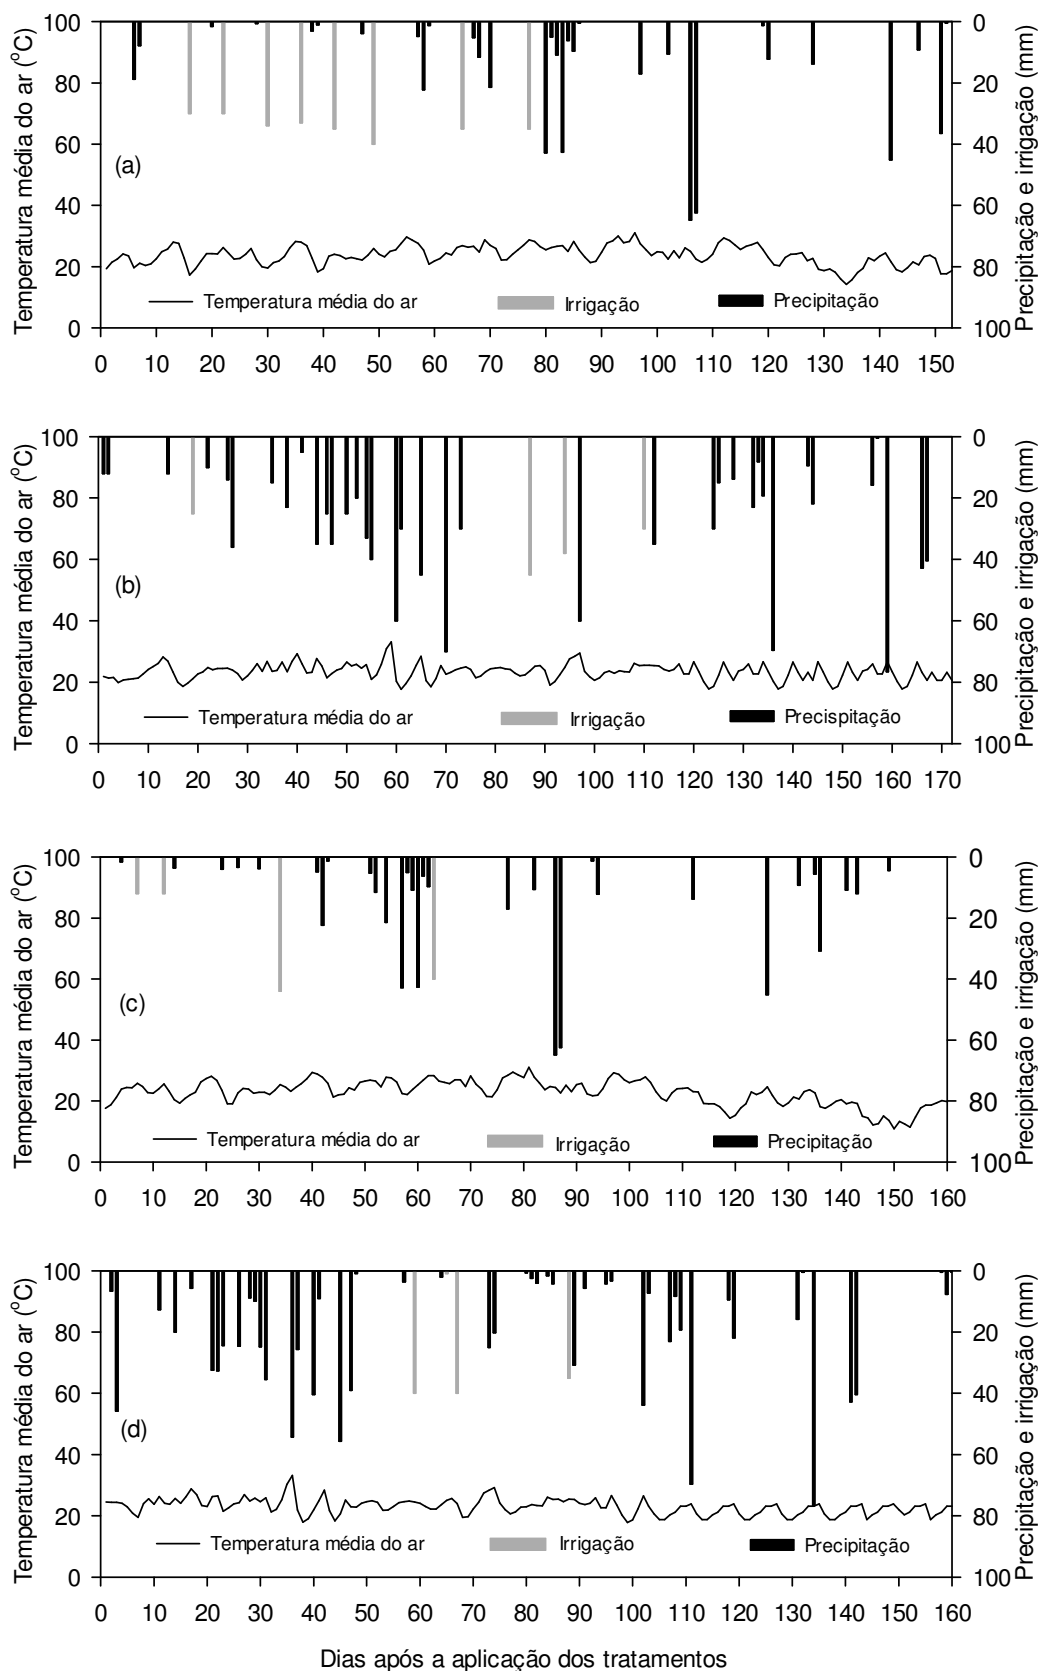 Temperatura média do ar (°C)
Precipitação e irrigação (mm)
100 80 60 40 20 0
0 20 40 60 80 100
(a)
Temperatura média do ar Irrigação Precipitação
0 10 20 30 40 50 60 70 80 90 100 110 120 130 140 150
Temperatura média do ar (°C)
Precipitação e irrigação (mm)
100 80 60 40 20 0
0 20 40 60 80 100
(b)
Temperatura média do ar Irrigação Precispitação
0 10 20 30 40 50 60 70 80 90 100 110 120 130 140 150 160 170
Temperatura média do ar (°C)
Precipitação e irrigação (mm)
100 80 60 40 20 0
0 20 40 60 80 100
(c)
Temperatura média do ar Irrigação Precipitação
0 10 20 30 40 50 60 70 80 90 100 110 120 130 140 150 160
Temperatura média do ar (°C)
Precipitação e irrigação (mm)
100 80 60 40 20 0
0 20 40 60 80 100
(d)
Temperatura média do ar Irrigação Precipitação
0 10 20 30 40 50 60 70 80 90 100 110 120 130 140 150 160
Dias após a aplicação dos tratamentos